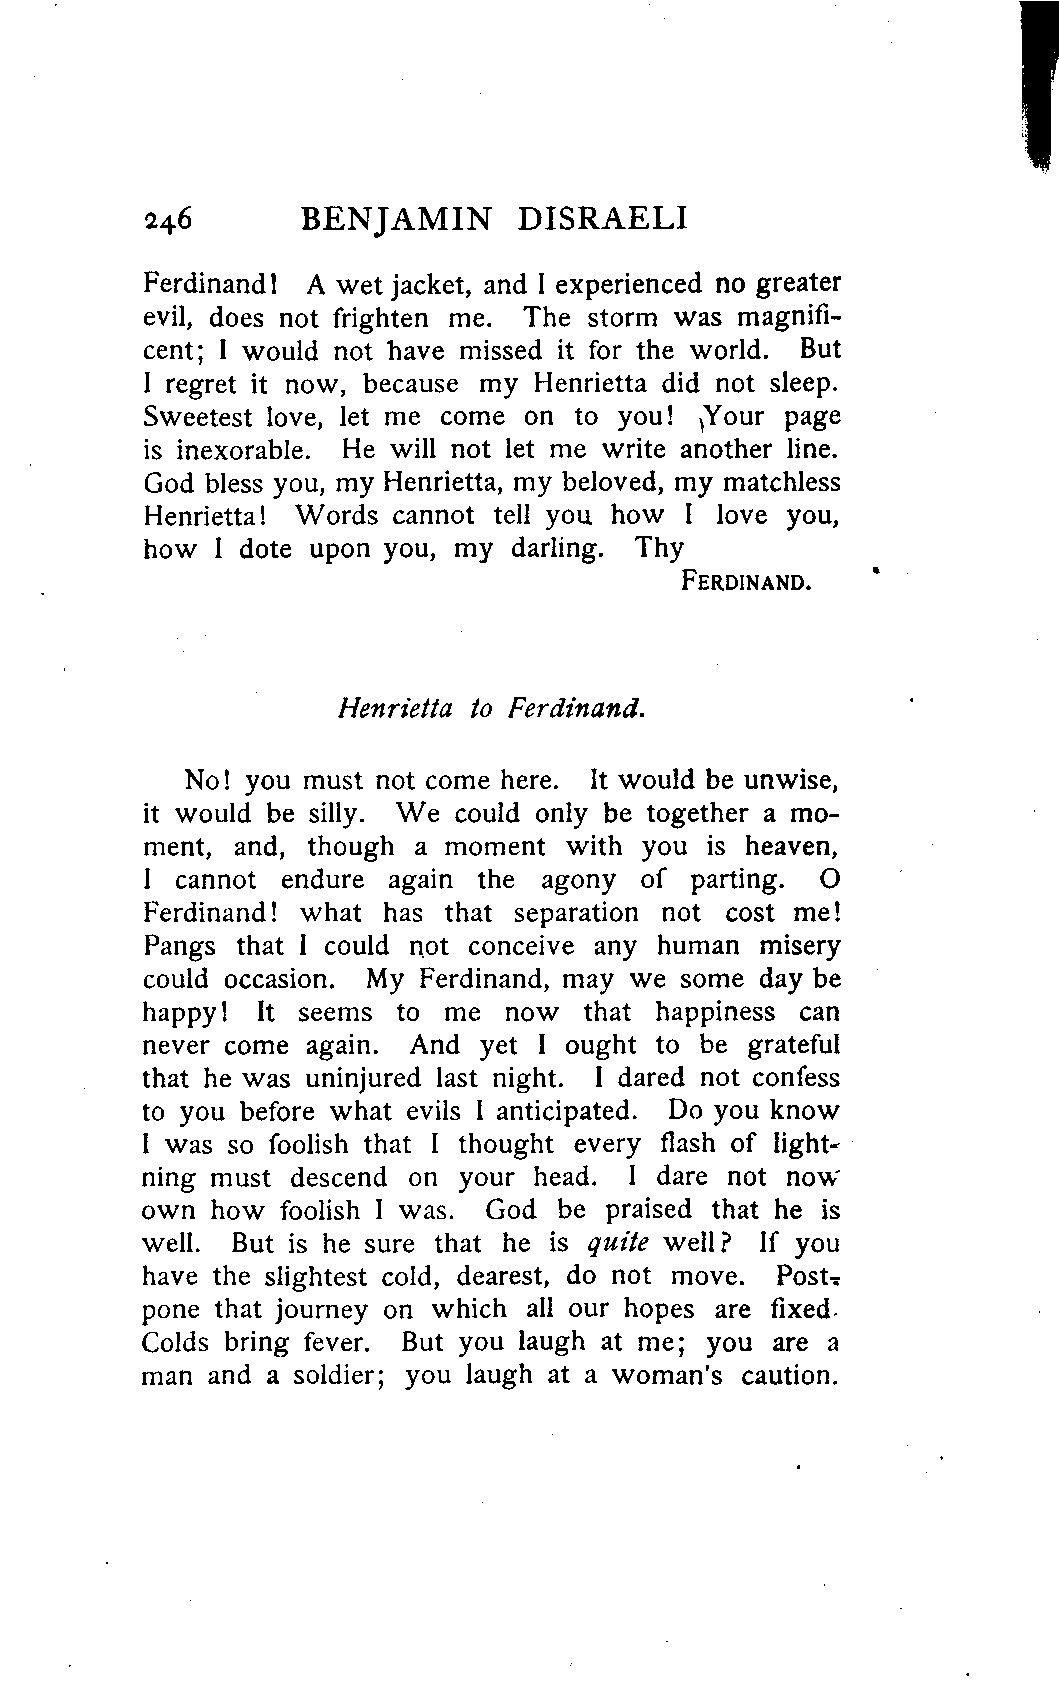 246 BENJAMIN DISRAELI
Ferdinand! A wet jacket, and I experienced no greater
evil, does not frighten me. The storm was magnifi-
cent; I would not have missed it for the world. But
I regret it now, because my Henrietta did not sleep.
Sweetest love, let me come on to you! Your page
is inexorable. He will not let me write another line.
God bless you, my Henrietta, my beloved, my matchless
Henrietta! Words cannot tell you how I love you,
how I dote upon you, my darling. Thy
FERDINAND.
Henrietta to Ferdinand.
No! you must not come here. It would be unwise,
it would be silly. We could only be together a mo-
ment, and, though a moment with you is heaven,
I cannot endure again the agony of parting. O
Ferdinand! what has that separation not cost me!
Pangs that I could not conceive any human misery
could occasion. My Ferdinand, may we some day be
happy! It seems to me now that happiness can
never come again. And yet I ought to be grateful
that he was uninjured last night. I dared not confess
to you before what evils I anticipated. Do you know
I was so foolish that I thought every flash of light-
ning must descend on your head. I dare not now
own how foolish I was. God be praised that he is
well. But is he sure that he is quite well? If you
have the slightest cold, dearest, do not move. Post-
pone that journey on which all our hopes are fixed.
Colds bring fever. But you laugh at me; you are a
man and a soldier; you laugh at a woman's caution.